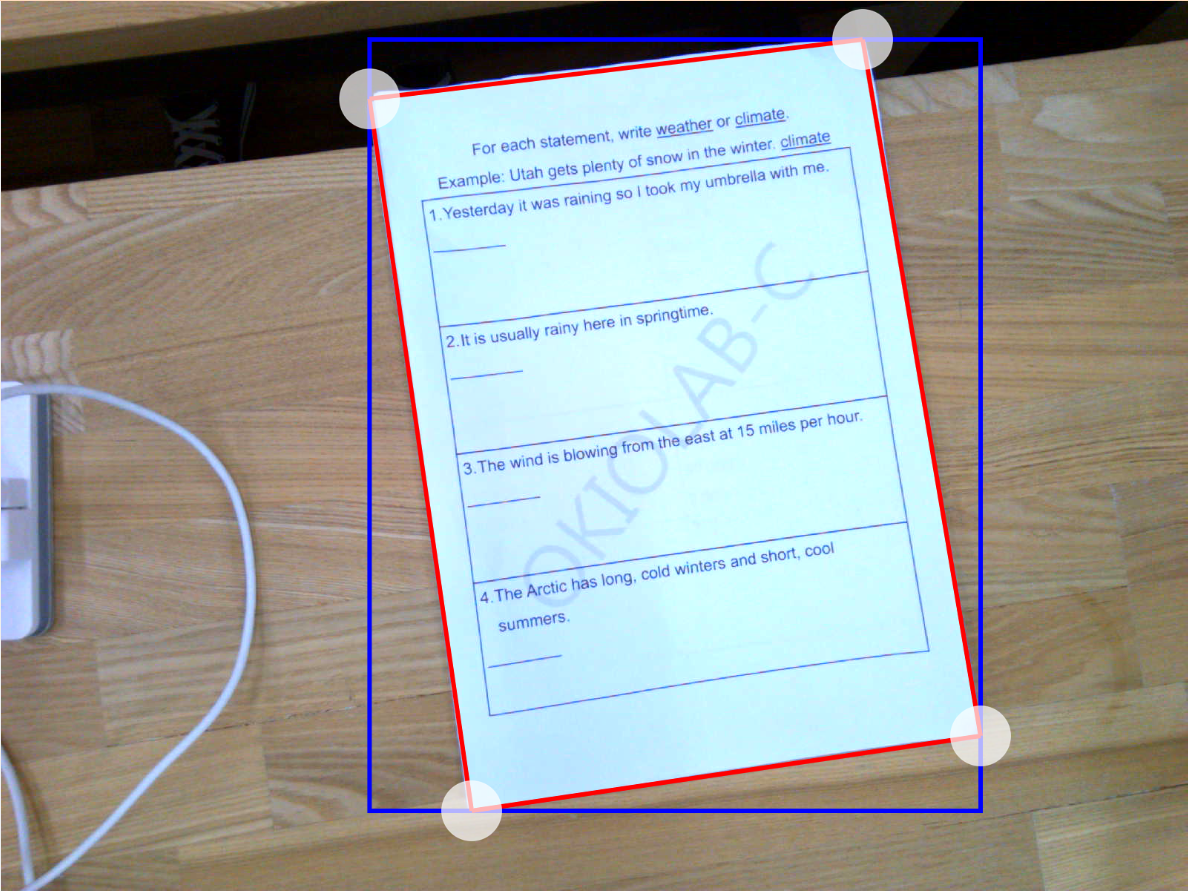 For each statement, write weather or climate.
Example: Utah gets plenty of snow in the winter. climate
1.Yesterday it was raining so I took my umbrella with me.
2.It is usually rainy here in springtime.
3.The wind is blowing from the east at 15 miles per hour.
4.The Arctic has long, cold winters and short, cool
summers.
OKIOLAB-C